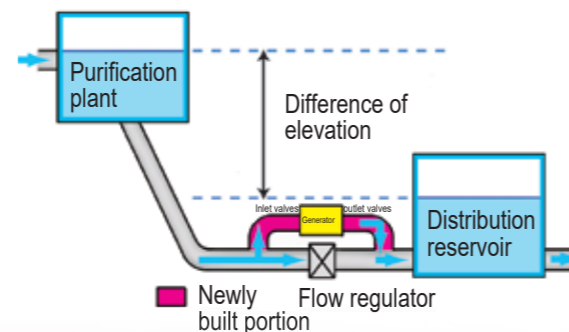 Purification
plant
Difference of
elevation
Inlet valves
Generator
outlet valves
Distribution
reservoir
Newly
built portion
Flow regulator